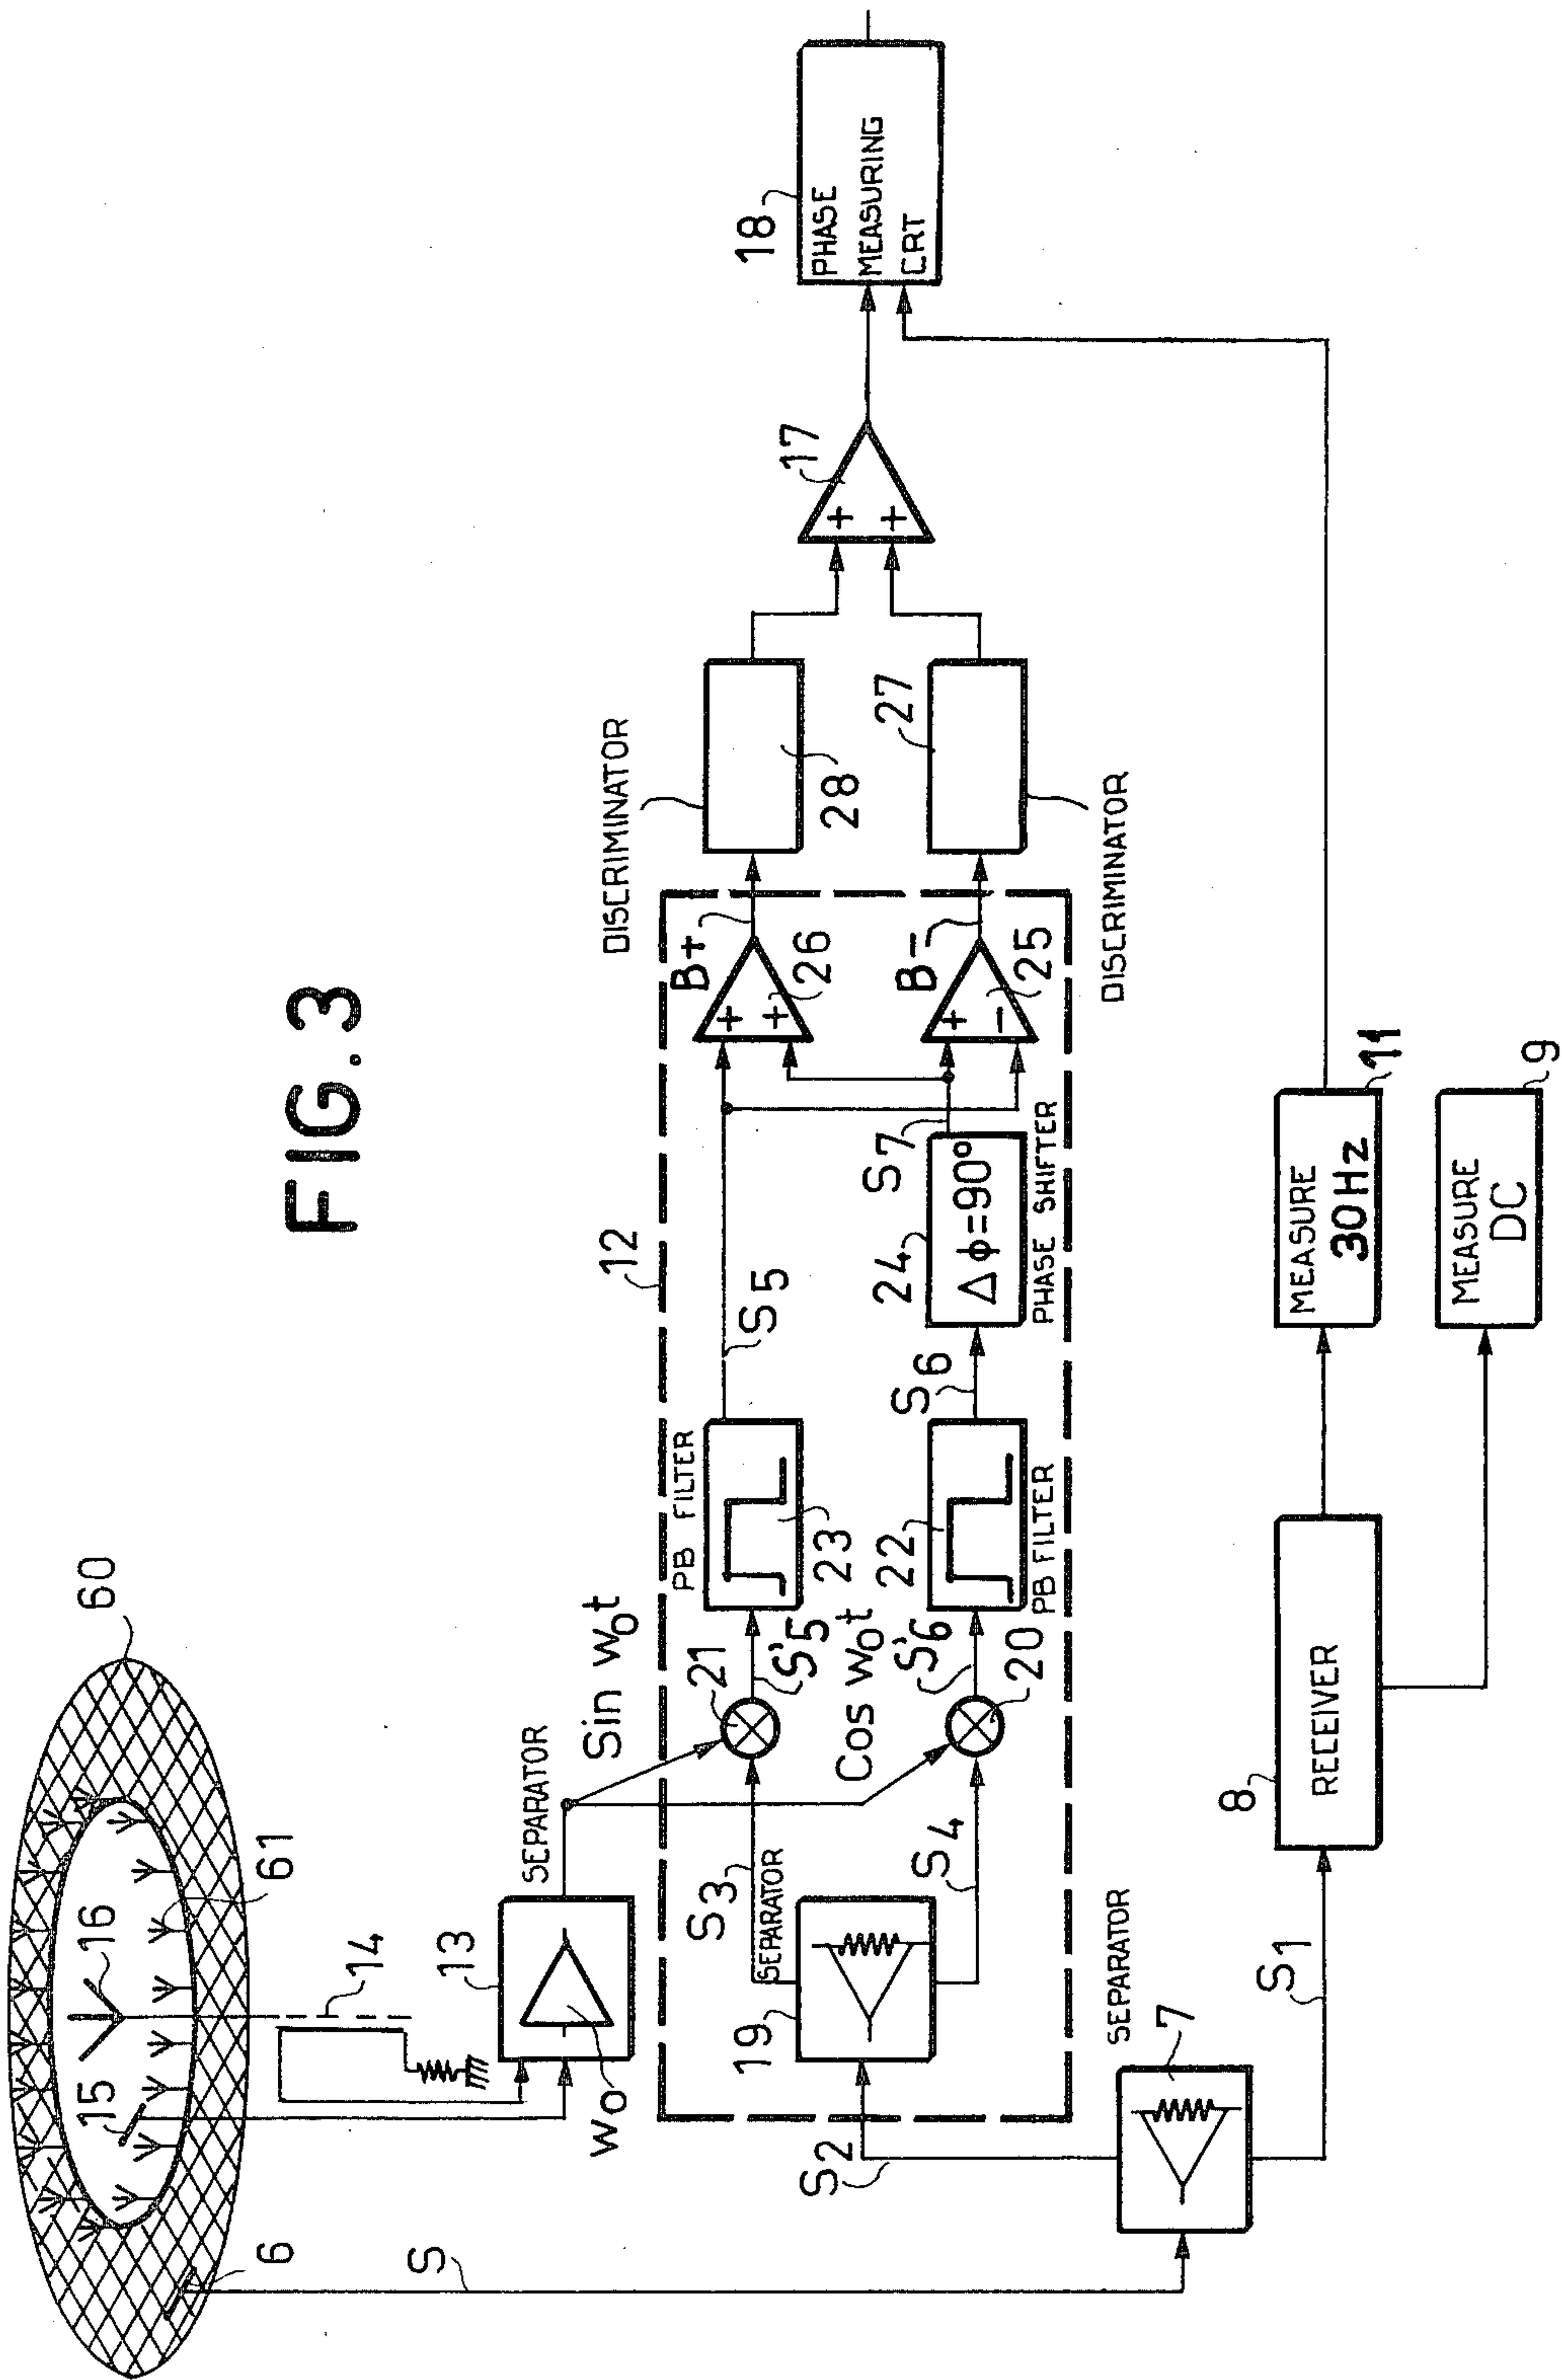 FIG. 3
60
61
16
15
14
6
S
13
Wo
SEPARATOR
Sin Wot
12
S3
SEPARATOR
19
S4
S2
21
S'5
Cos Wot
S'6
20
PB FILTER
23
22
PB FILTER
S5
S6
24
Δϕ=90°
PHASE SHIFTER
S7
B+
+
+
26
B-
+
-
25
DISCRIMINATOR
28
27
DISCRIMINATOR
17
+
+
18
PHASE
MEASURING
CRT
SEPARATOR
7
S1
8
RECEIVER
MEASURE
30Hz
11
MEASURE
DC
9